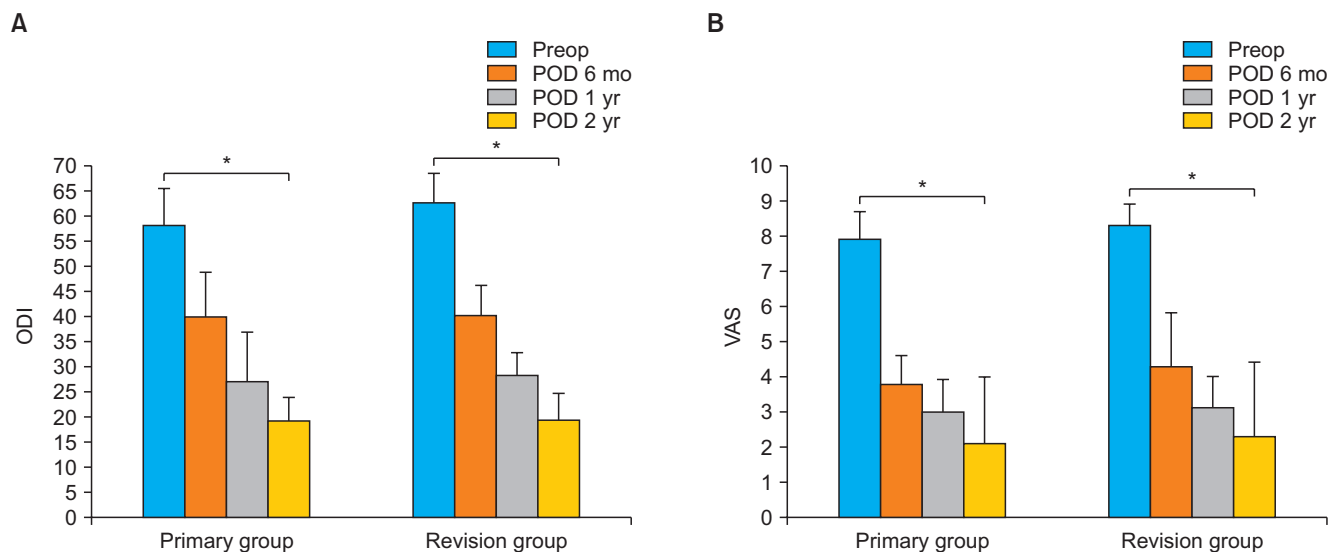 A
Preop
POD 6 mo
POD 1 yr
POD 2 yr
70
65
60
55
50
45
40
35
30
25
20
15
10
5
0
ODI
*
*
Primary group
Revision group
B
Preop
POD 6 mo
POD 1 yr
POD 2 yr
10
9
8
7
6
5
4
3
2
1
0
VAS
*
*
Primary group
Revision group